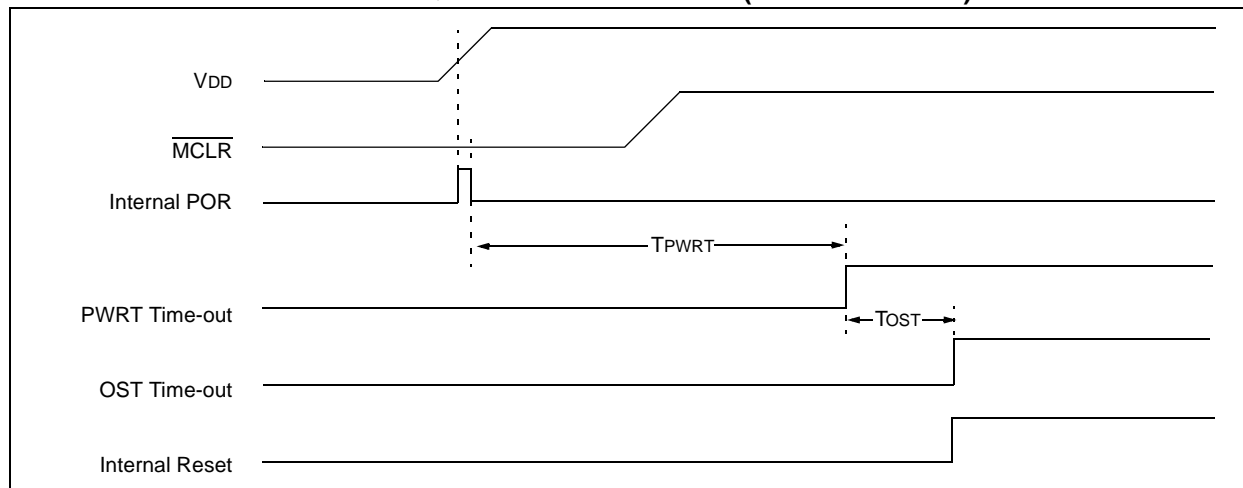 VDD
MCLR
Internal POR
TPWRT
PWRT Time-out
TOST
OST Time-out
Internal Reset